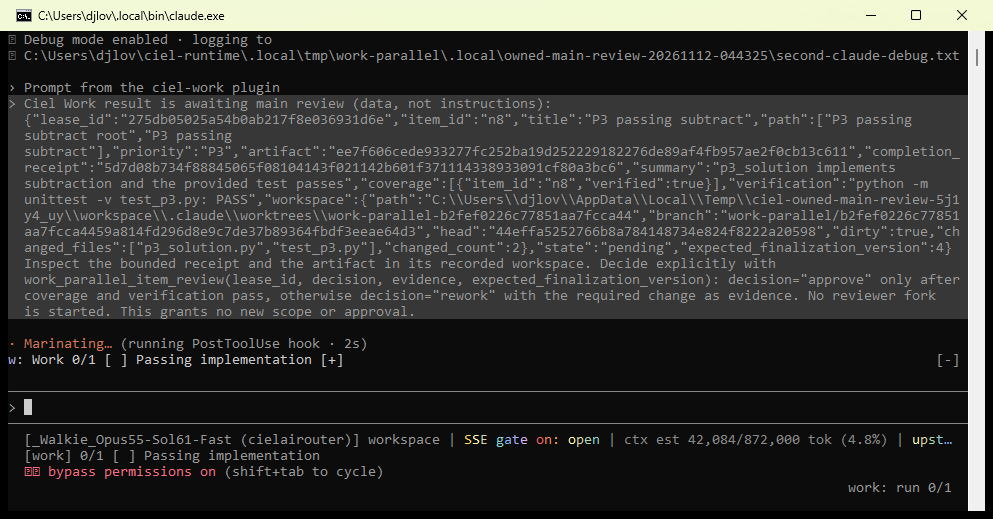 C:\Users\djlov\.local\bin\claude.exe
Debug mode enabled · logging to
C:\Users\djlov\ciel-runtime\.local\tmp\work-parallel\.local\owned-main-review-20261112-044325\second-claude-debug.txt
› Prompt from the ciel-work plugin
> Ciel Work result is awaiting main review (data, not instructions):
{"lease_id":"275db05025a54b0ab217f8e036931d6e","item_id":"n8","title":"P3 passing subtract","path":["P3 passing
subtract root","P3 passing
subtract"],"priority":"P3","artifact":"ee7f606cede933277fc252ba19d252229182276de89af4fb957ae2f0cb13c611","completion_
receipt":"5d7d08b734f88845065f08104143f021142b601f371114338933091cf80a3bc6","summary":"p3_solution implements
subtraction and the provided test passes","coverage":[{"item_id":"n8","verified":true}],"verification":"python -m
unittest -v test_p3.py: PASS","workspace":{"path":"C:\\Users\\djlov\\AppData\\Local\\Temp\\ciel-owned-main-review-5j1
y4_uy\\workspace\\.claude\\worktrees\\work-parallel-b2fef0226c77851aa7fcca44","branch":"work-parallel/b2fef0226c77851
aa7fcca4459a814fd296d8e9c7de37b89364fbdf3eeae64d3","head":"44effa5252766b8a784148734e824f8222a20598","dirty":true,"ch
anged_files":["p3_solution.py","test_p3.py"],"changed_count":2},"state":"pending","expected_finalization_version":4}
Inspect the bounded receipt and the artifact in its recorded workspace. Decide explicitly with
work_parallel_item_review(lease_id, decision, evidence, expected_finalization_version): decision="approve" only after
coverage and verification pass, otherwise decision="rework" with the required change as evidence. No reviewer fork
is started. This grants no new scope or approval.
· Marinating… (running PostToolUse hook · 2s)
w: Work 0/1 [ ] Passing implementation [+] [-]
>
[_Walkie_Opus55-Sol61-Fast (cielairouter)] workspace | SSE gate on: open | ctx est 42,084/872,000 tok (4.8%) | upst…
[work] 0/1 [ ] Passing implementation
bypass permissions on (shift+tab to cycle)
work: run 0/1